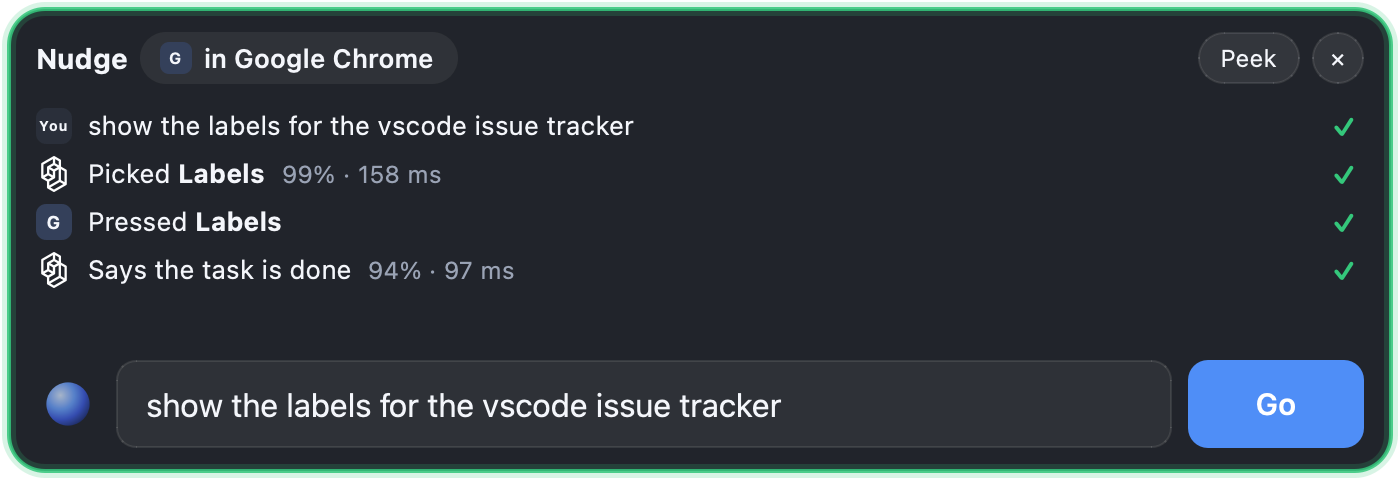 Nudge G in Google Chrome Peek ×
You show the labels for the vscode issue tracker
Picked Labels 99% · 158 ms
G Pressed Labels
Says the task is done 94% · 97 ms
show the labels for the vscode issue tracker Go